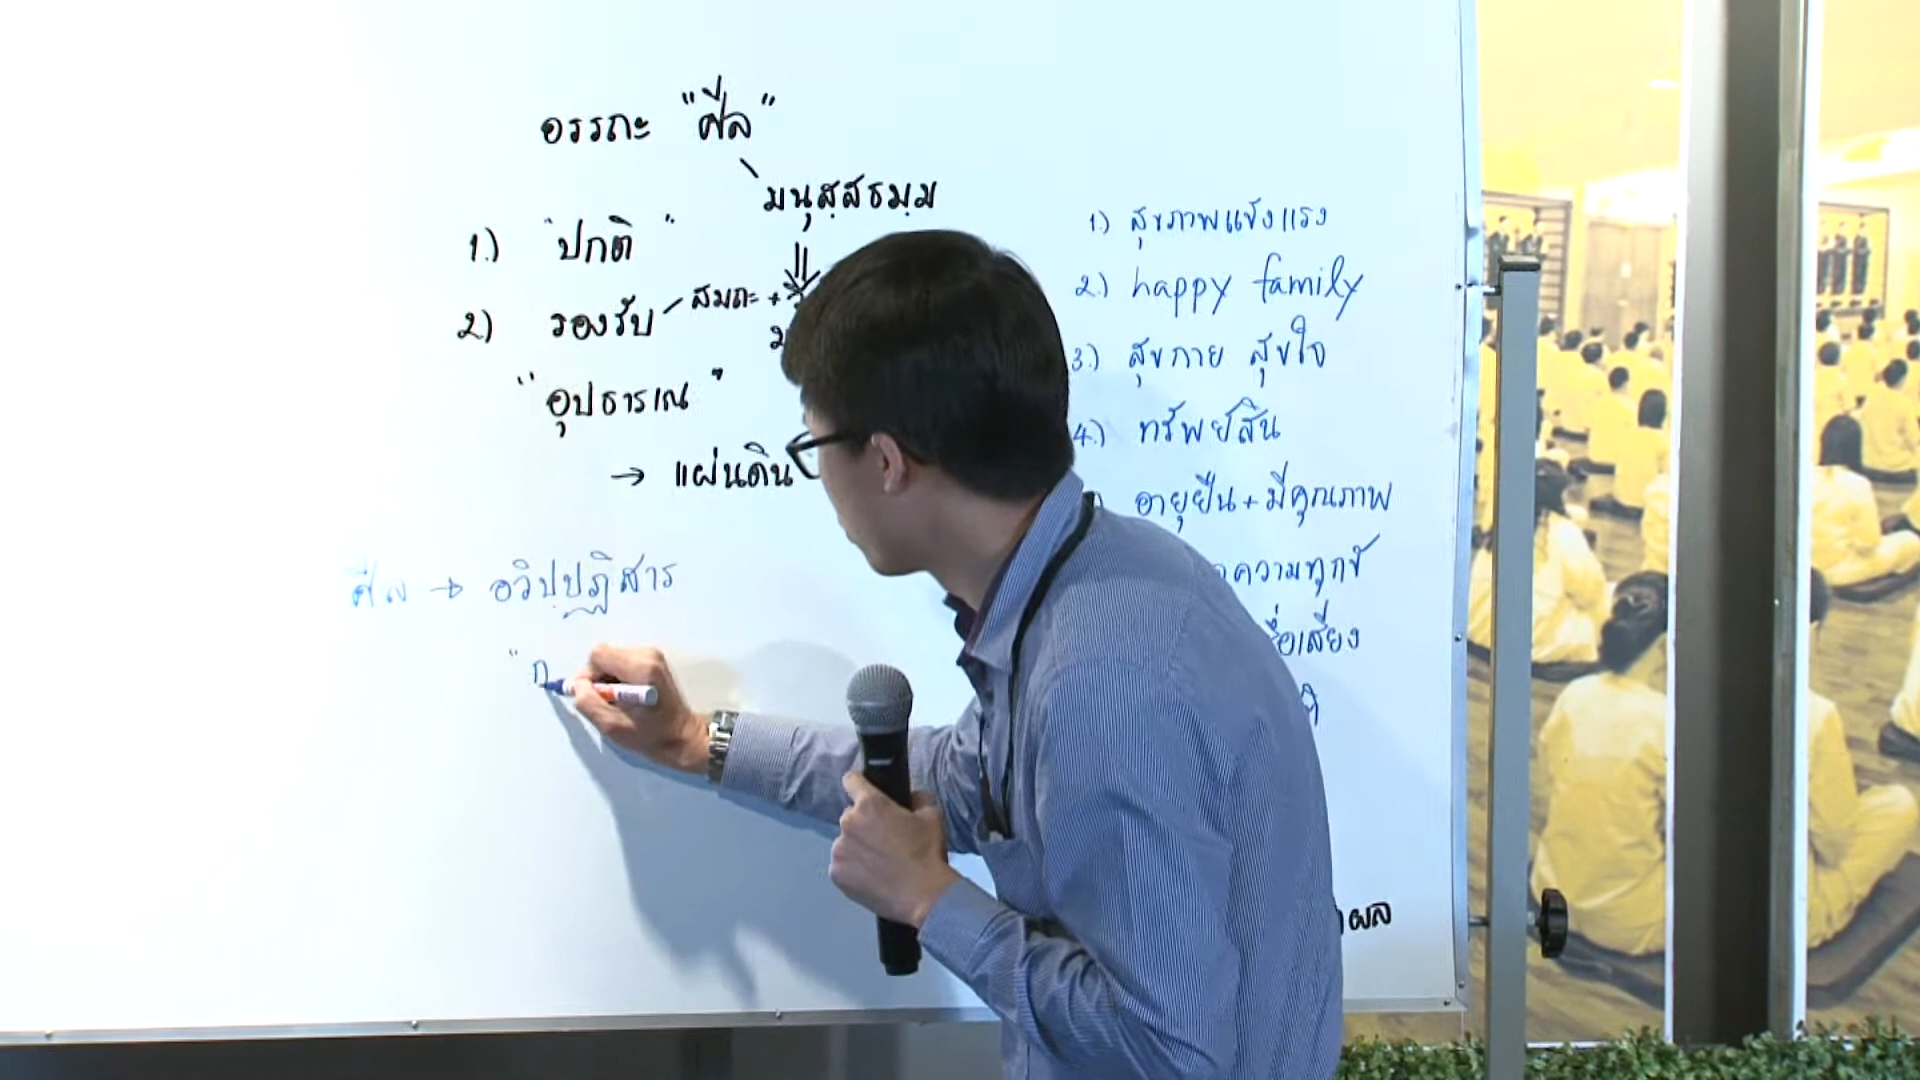 อรรถะ "ศีล"
มนุสฺสธมฺม
1.) "ปกติ"
2.) รองรับ สมถะ +
"อุปธารณ"
→ แผ่นดิน
ศีล → อวิปฺปฏิสาร
"ก
1.) สุขภาพแข็งแรง
2.) happy family
3.) สุขกาย สุขใจ
4.) ทรัพย์สิน
อายุยืน + มีคุณภาพ
ความทุกข์
ชื่อเสียง
ผล